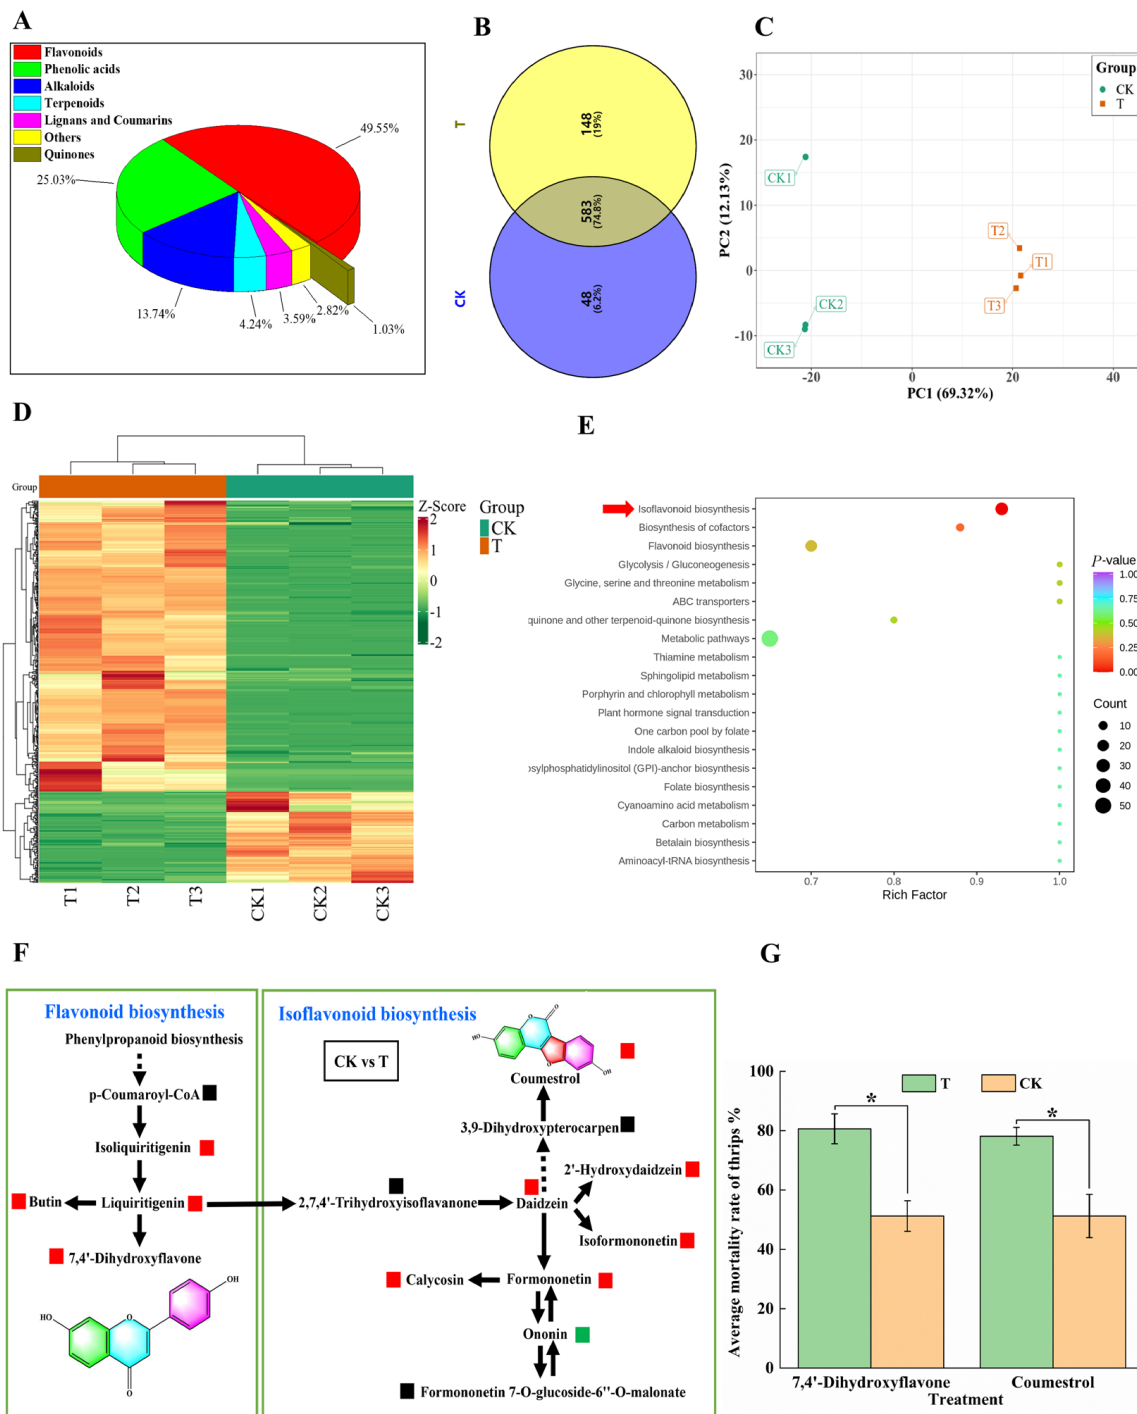 A
Flavonoids
Phenolic acids
Alkaloids
Terpenoids
Lignans and Coumarins
Others
Quinones
49.55%
25.03%
13.74%
4.24%
3.59%
2.82%
1.03%
B
T
148
(19%)
583
(74.8%)
CK
48
(6.2%)
C
Group
CK
T
PC2 (12.13%)
30
20
10
0
-10
CK1
T2
T1
T3
CK2
CK3
-20
0
20
40
PC1 (69.32%)
D
Group
Z-Score
2
1
0
-1
-2
Group
CK
T
T1
T2
T3
CK1
CK2
CK3
E
Isoflavonoid biosynthesis
Biosynthesis of cofactors
Flavonoid biosynthesis
Glycolysis / Gluconeogenesis
Glycine, serine and threonine metabolism
ABC transporters
quinone and other terpenoid-quinone biosynthesis
Metabolic pathways
Thiamine metabolism
Sphingolipid metabolism
Porphyrin and chlorophyll metabolism
Plant hormone signal transduction
One carbon pool by folate
Indole alkaloid biosynthesis
osylphosphatidylinositol (GPI)-anchor biosynthesis
Folate biosynthesis
Cyanoamino acid metabolism
Carbon metabolism
Betalain biosynthesis
Aminoacyl-tRNA biosynthesis
0.7
0.8
0.9
1.0
Rich Factor
P-value
1.00
0.75
0.50
0.25
0.00
Count
10
20
30
40
50
F
Flavonoid biosynthesis
Phenylpropanoid biosynthesis
p-Coumaroyl-CoA
Isoliquiritigenin
Butin
Liquiritigenin
7,4'-Dihydroxyflavone
OH
HO
O
O
Isoflavonoid biosynthesis
CK vs T
O
O
HO
O
OH
Coumestrol
3,9-Dihydroxypterocarpen
2'-Hydroxydaidzein
2,7,4'-Trihydroxyisoflavanone
Daidzein
Isoformononetin
Calycosin
Formononetin
Ononin
Formononetin 7-O-glucoside-6''-O-malonate
G
Average mortality rate of thrips %
100
80
60
40
20
0
T
CK
*
*
7,4'-Dihydroxyflavone
Coumestrol
Treatment